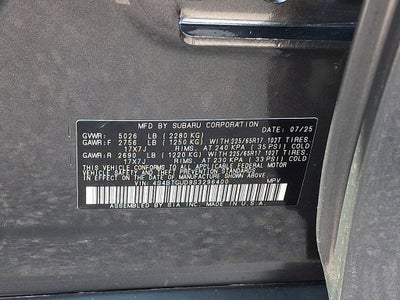 MFD. BY SUBARU CORPORATION DATE: 07/25
GVWR: 5026 LB (2280 KG)
GAWR:F 2756 LB (1250 KG) WITH 225/65R17 102T TIRES,
17X7J RIMS, AT 240 KPA (35 PSI) COLD
GAWR:R 2690 LB (1220 KG) WITH 225/65R17 102T TIRES,
17X7J RIMS, AT 230 KPA (33 PSI) COLD
THIS VEHICLE CONFORMS TO ALL APPLICABLE FEDERAL MOTOR
VEHICLE SAFETY AND THEFT PREVENTION STANDARDS
IN EFFECT ON THE DATE OF MANUFACTURE SHOWN ABOVE.
VIN: 4S4BTGUD9S3296400 MPV
ASSEMBLED BY SIA, INC. MADE IN U.S.A.